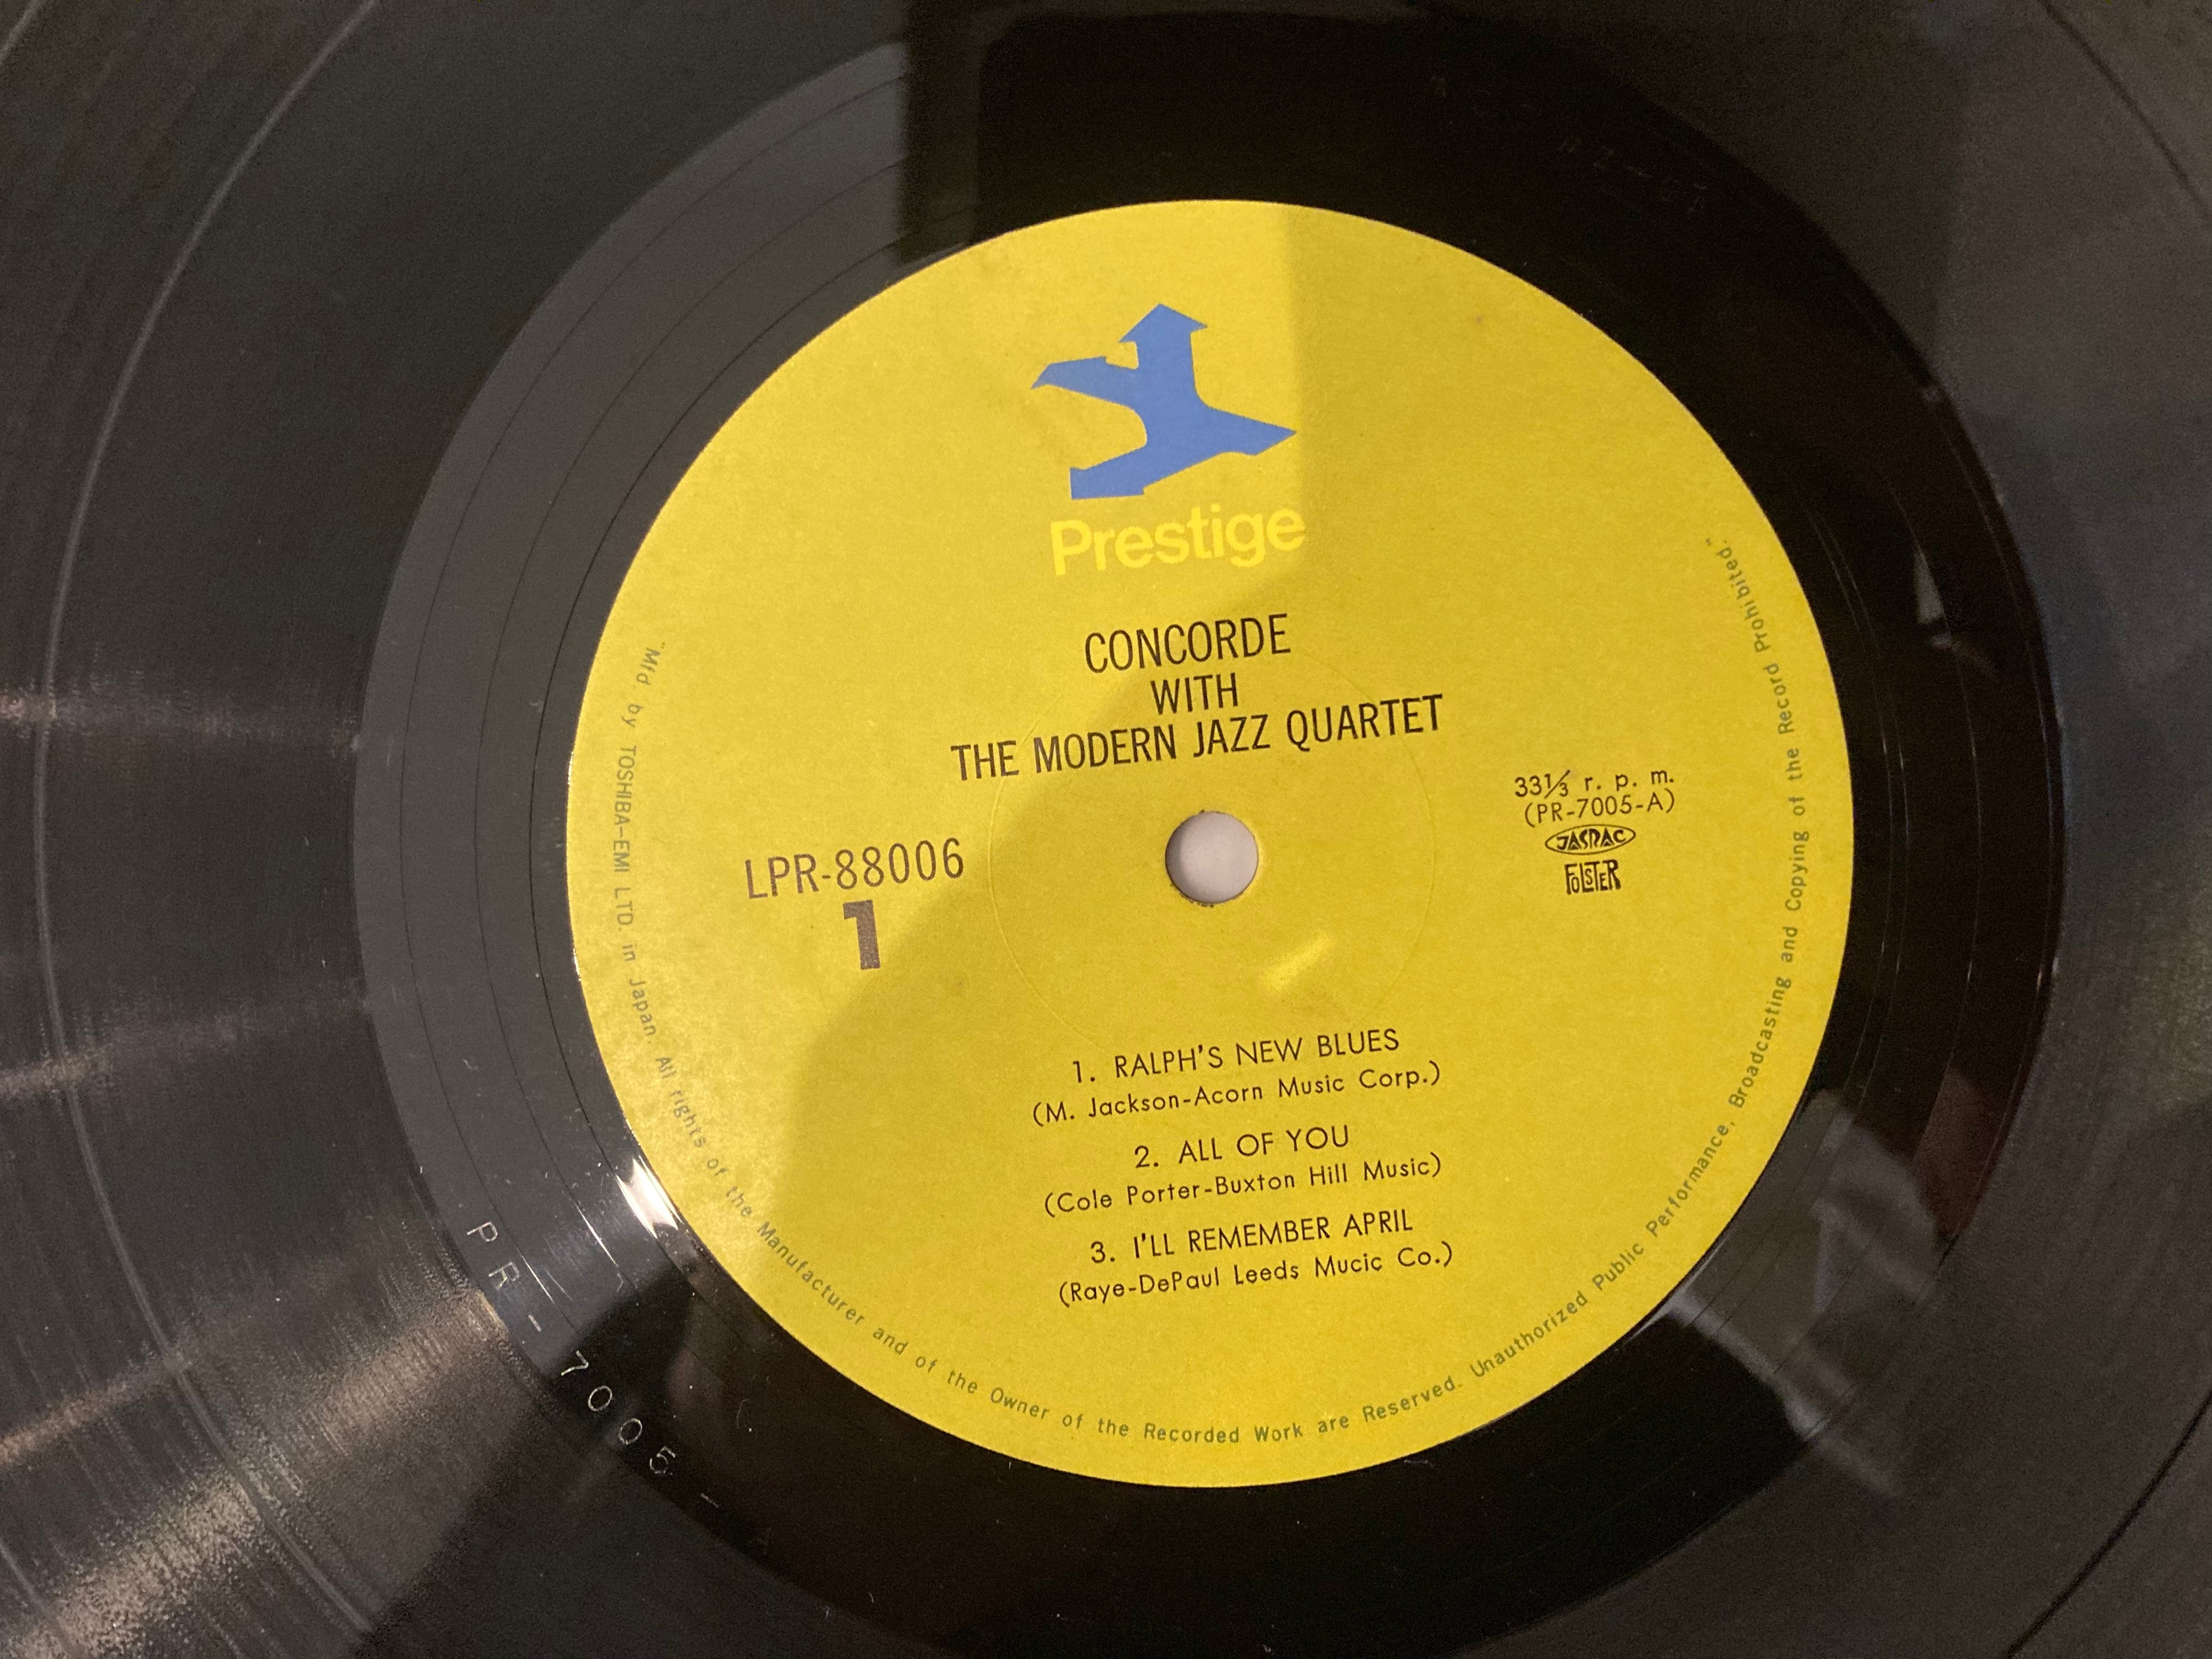 Prestige
CONCORDE
WITH
THE MODERN JAZZ QUARTET
33⅓ r. p. m.
(PR-7005-A)
JASRAC
FOLSTER
LPR-88006
1
1. RALPH'S NEW BLUES
(M. Jackson-Acorn Music Corp.)
2. ALL OF YOU
(Cole Porter-Buxton Hill Music)
3. I'LL REMEMBER APRIL
(Raye-DePaul Leeds Mucic Co.)
"Mfd. by TOSHIBA-EMI LTD. in Japan. All rights of the Manufacturer and of the Owner of the Recorded Work are Reserved. Unauthorized Public Performance, Broadcasting and Copying of the Record Prohibited."
PR-7005-